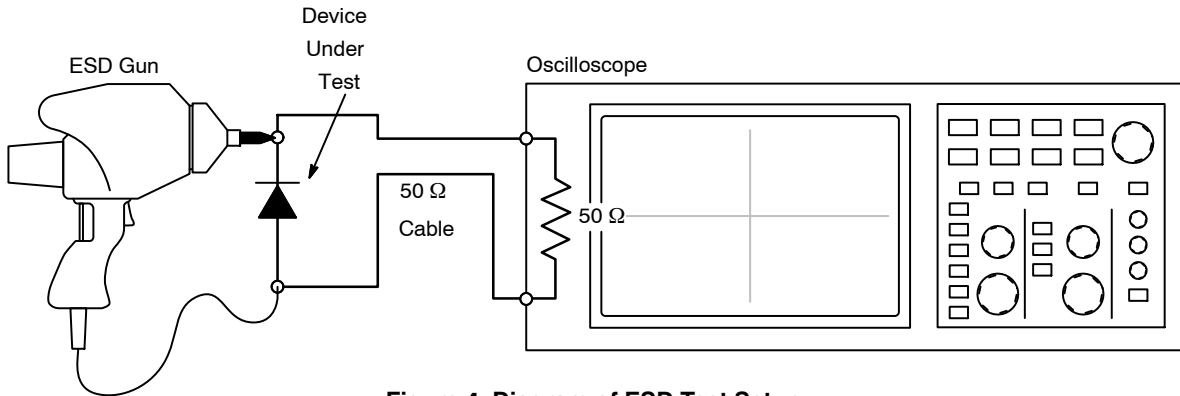 Device
Under
Test
ESD Gun
Oscilloscope
50 Ω
Cable
50 Ω